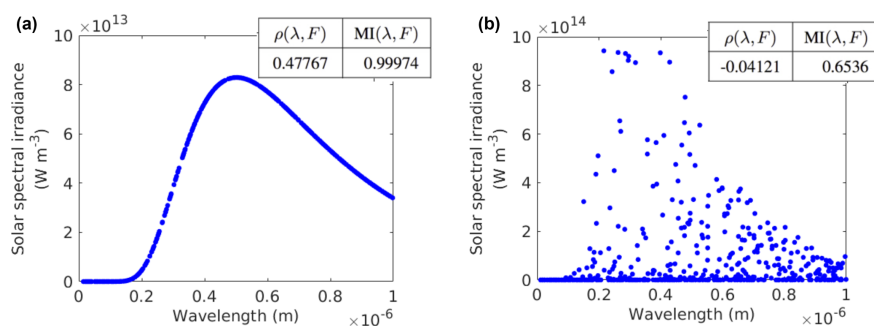 (a)
×10^13
ρ(λ, F) MI(λ, F)
0.47767 0.99974
Solar spectral irradiance
(W m^-3)
10
8
6
4
2
0
0 0.2 0.4 0.6 0.8 1
Wavelength (m)
×10^-6
(b)
×10^14
ρ(λ, F) MI(λ, F)
-0.04121 0.6536
Solar spectral irradiance
(W m^-3)
10
8
6
4
2
0
0 0.2 0.4 0.6 0.8 1
Wavelength (m)
×10^-6